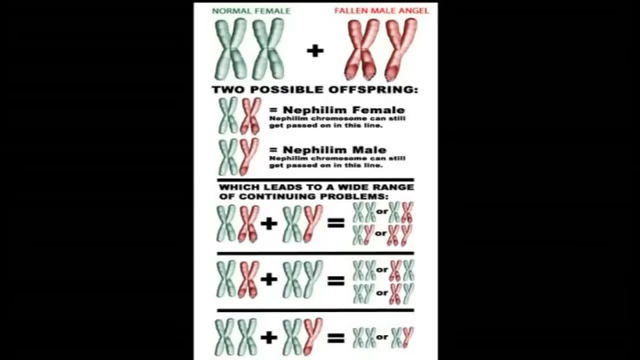 NORMAL FEMALE
FALLEN MALE ANGEL
+
TWO POSSIBLE OFFSPRING:
= Nephilim Female
Nephilim chromosome can still
get passed on in this line.
= Nephilim Male
Nephilim chromosome can still
get passed on in this line.
WHICH LEADS TO A WIDE RANGE
OF CONTINUING PROBLEMS:
+ = or
or
+ = or
or
+ = or